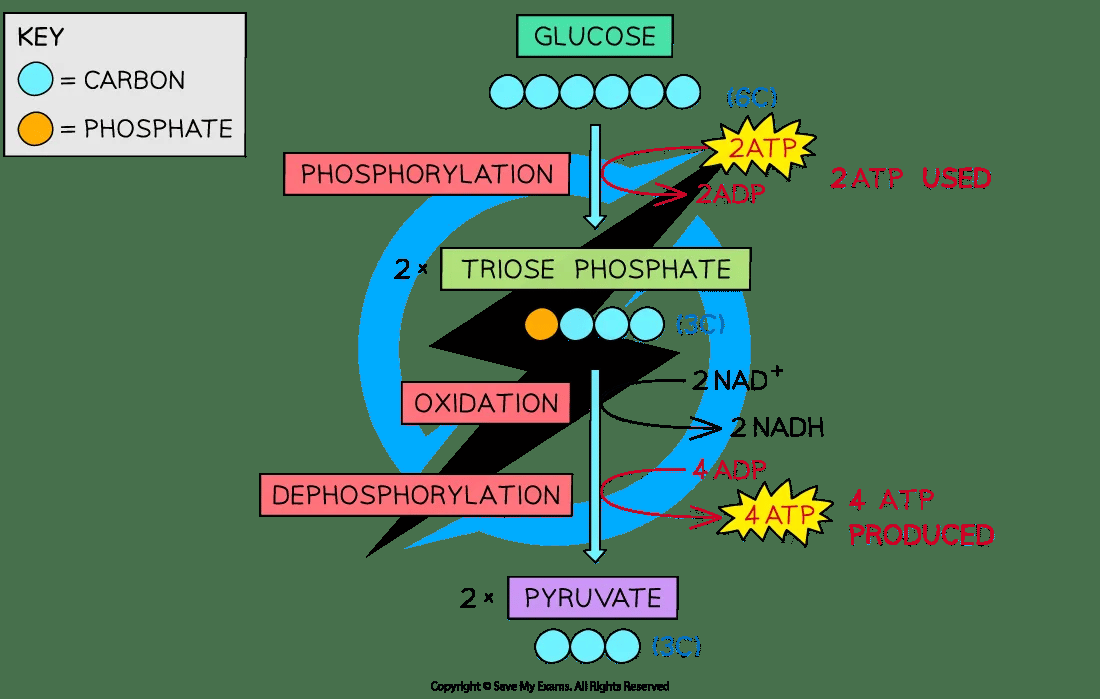 KEY
= CARBON
= PHOSPHATE
GLUCOSE
(6C)
PHOSPHORYLATION
2ATP
2ADP
2 ATP USED
2 × TRIOSE PHOSPHATE
(3C)
OXIDATION
2 NAD+
2 NADH
4 ADP
DEPHOSPHORYLATION
4 ATP
4 ATP
PRODUCED
2 × PYRUVATE
(3C)
Copyright © Save My Exams. All Rights Reserved